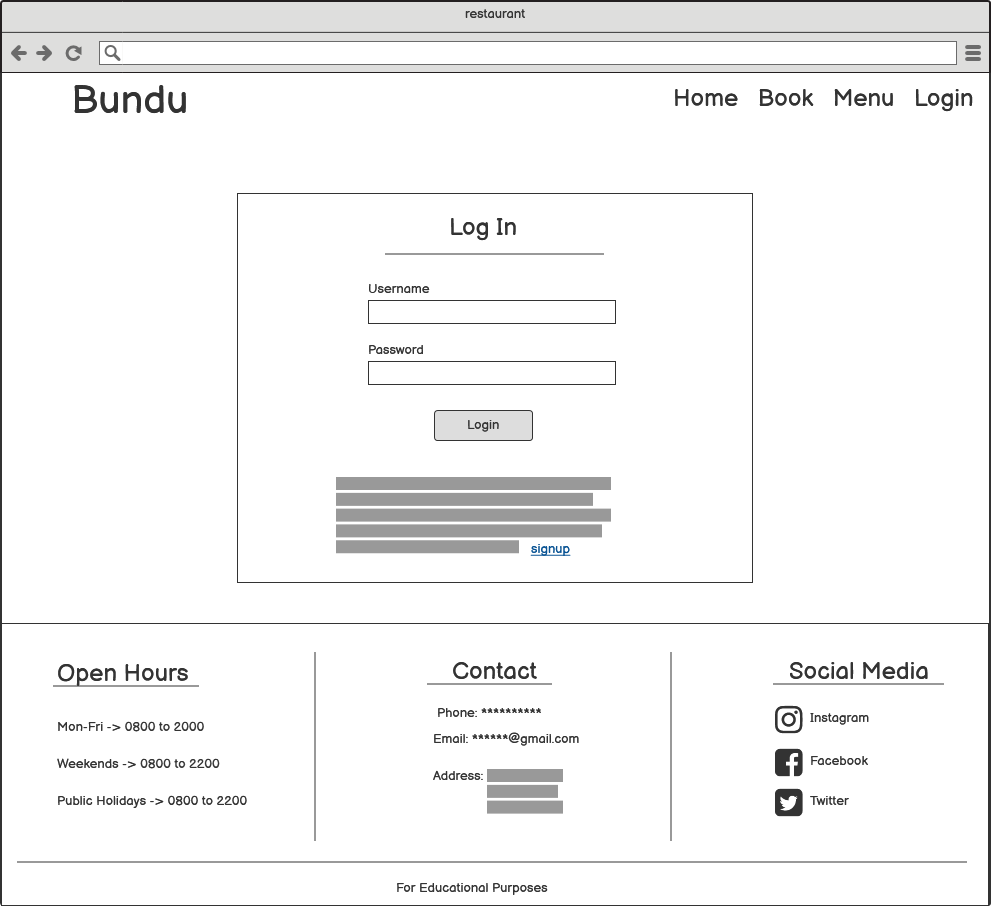 restaurant
Bundu
Home Book Menu Login
Log In
Username
Password
Login
signup
Open Hours
Mon-Fri -> 0800 to 2000
Weekends -> 0800 to 2200
Public Holidays -> 0800 to 2200
Contact
Phone: **********
Email: ******@gmail.com
Address:
Social Media
Instagram
Facebook
Twitter
For Educational Purposes